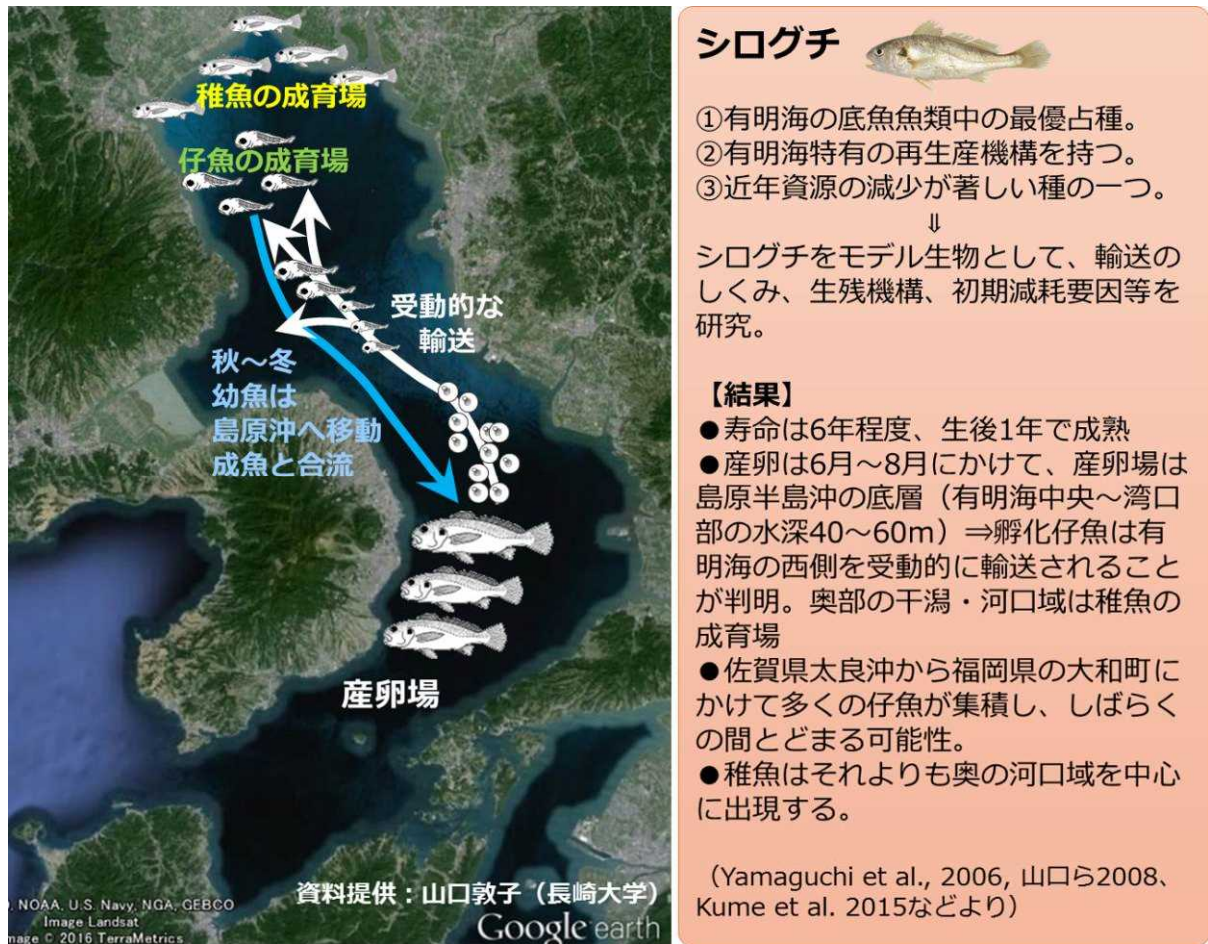 稚魚の成育場
仔魚の成育場
受動的な
輸送
秋～冬
幼魚は
島原沖へ移動
成魚と合流
産卵場
資料提供：山口敦子（長崎大学）
, NOAA, U.S. Navy, NGA, GEBCO
Image Landsat
mage © 2016 TerraMetrics
Google earth
シログチ
①有明海の底魚魚類中の最優占種。
②有明海特有の再生産機構を持つ。
③近年資源の減少が著しい種の一つ。
⇓
シログチをモデル生物として、輸送の
しくみ、生残機構、初期減耗要因等を
研究。
【結果】
●寿命は6年程度、生後1年で成熟
●産卵は6月～8月にかけて、産卵場は
島原半島沖の底層（有明海中央～湾口
部の水深40～60m）⇒孵化仔魚は有
明海の西側を受動的に輸送されること
が判明。奥部の干潟・河口域は稚魚の
成育場
●佐賀県太良沖から福岡県の大和町に
かけて多くの仔魚が集積し、しばらく
の間とどまる可能性。
●稚魚はそれよりも奥の河口域を中心
に出現する。
（Yamaguchi et al., 2006, 山口ら2008、
Kume et al. 2015などより）